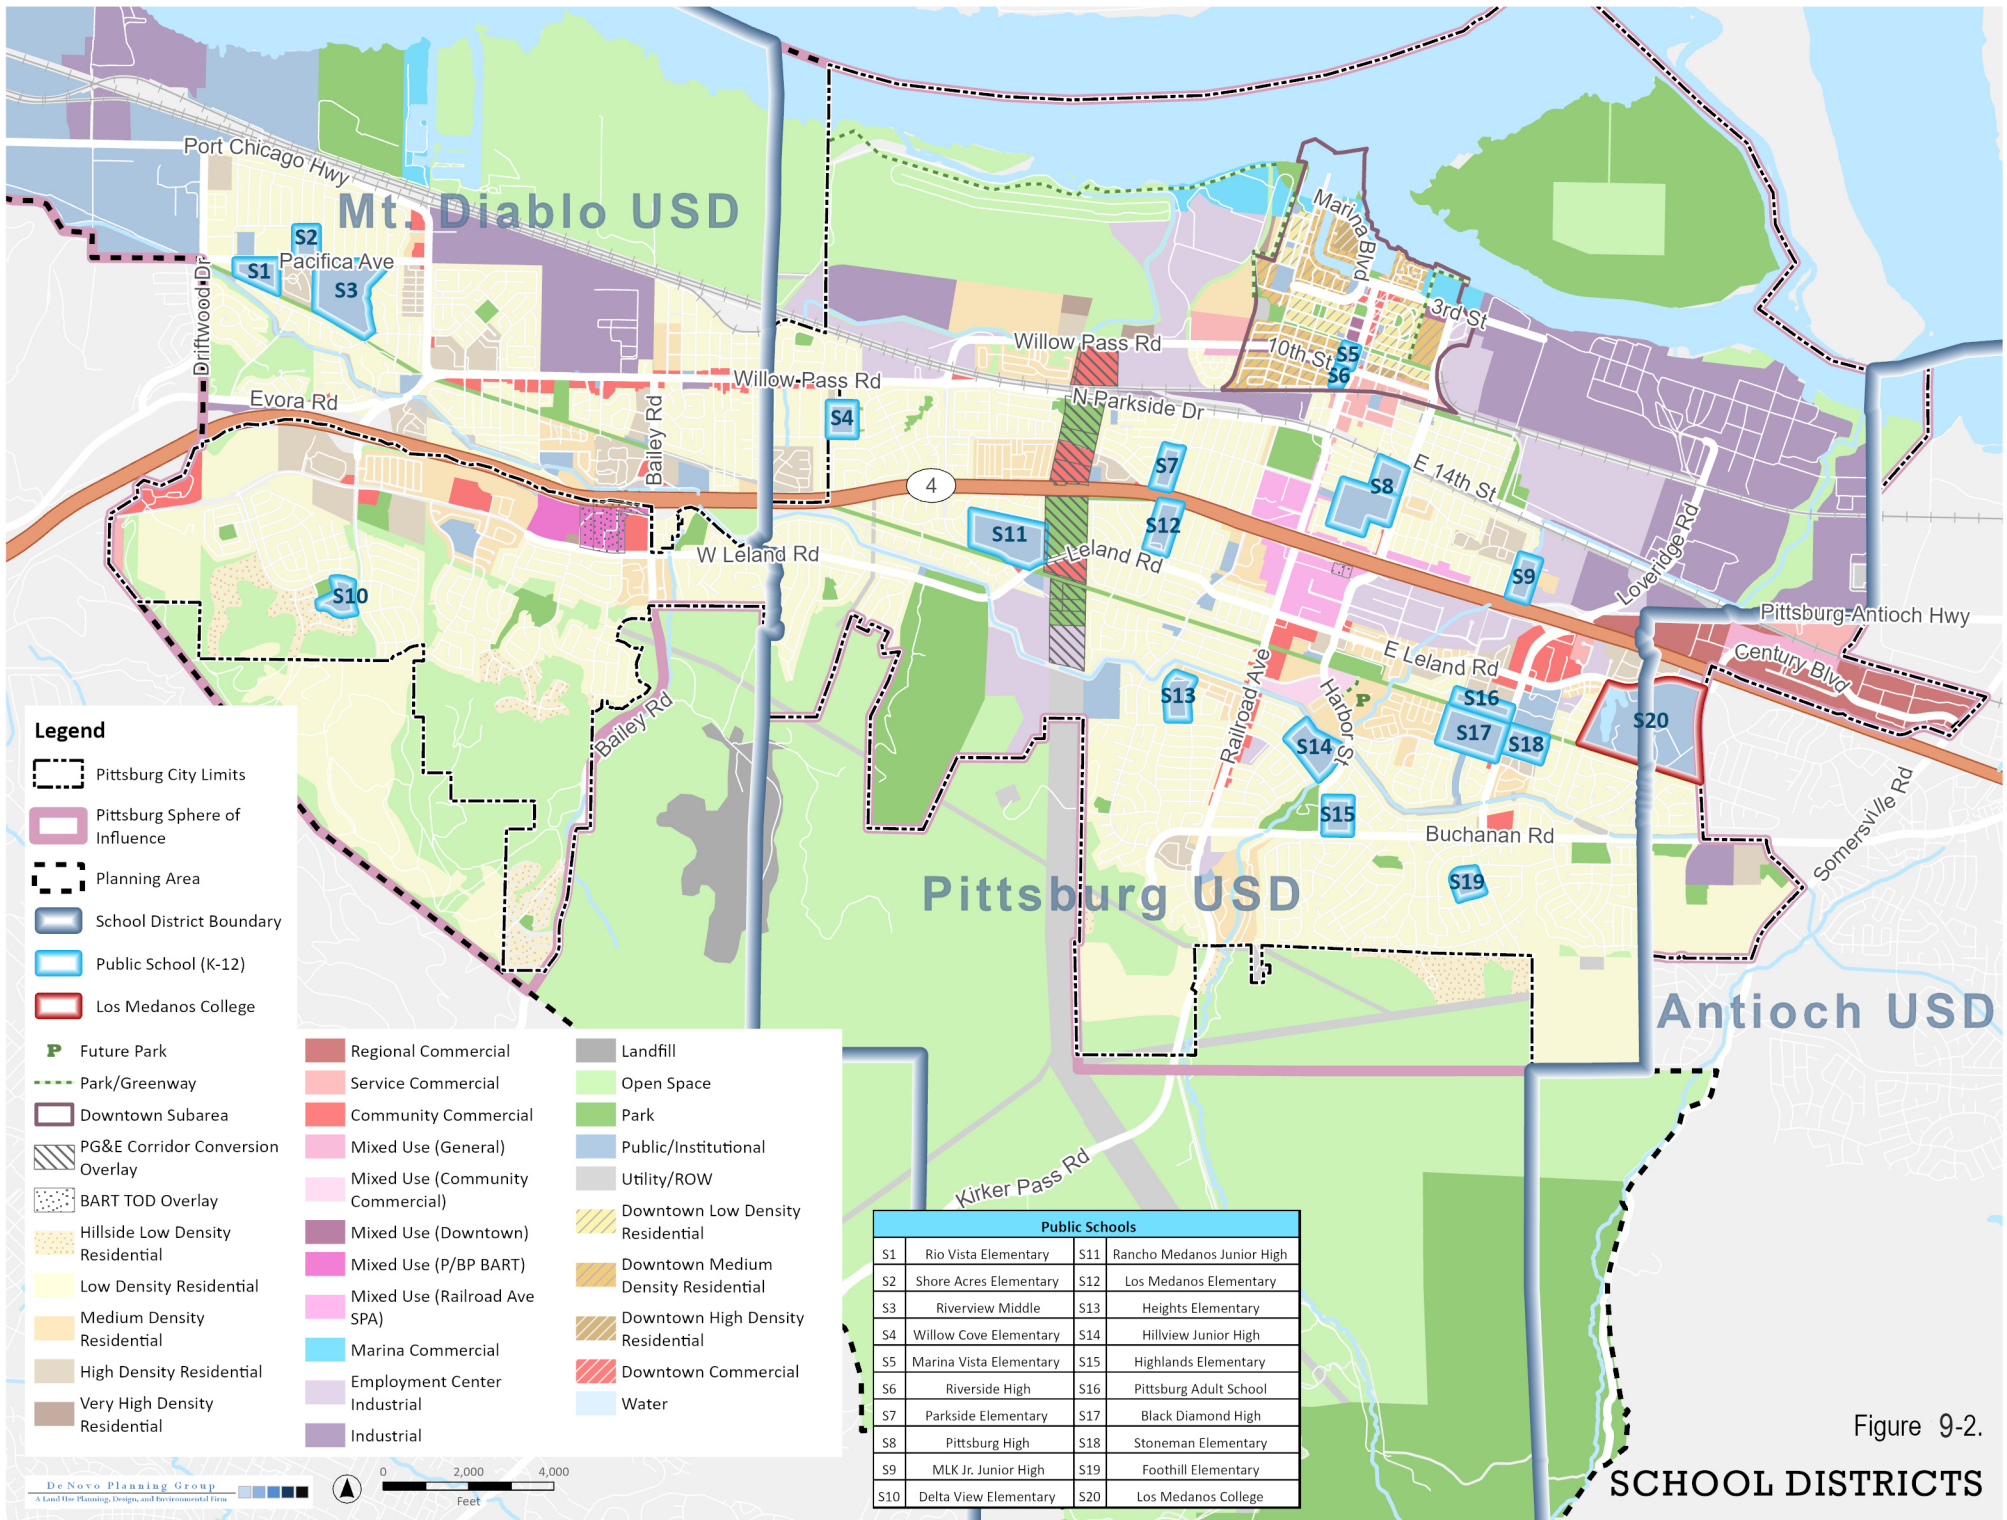 Port Chicago Hwy
Mt. Diablo USD
Marina Blvd
S2
Pacifica Ave
S1
S3
Driftwood Dr
3rd St
Willow Pass Rd
10th St
S5
S6
Willow Pass Rd
Evora Rd
Bailey Rd
S4
N Parkside Dr
S7
E 14th St
4
S8
S12
S11
W Leland Rd
Leland Rd
S9
Loveridge Rd
S10
Pittsburg-Antioch Hwy
E Leland Rd
Century Blvd
S13
Railroad Ave
Harbor St
P
S16
S17
S18
S20
S14
Bailey Rd
S15
Buchanan Rd
Somersville Rd
S19
Pittsburg USD
Antioch USD
Kirker Pass Rd
Legend
Pittsburg City Limits
Pittsburg Sphere of
Influence
Planning Area
School District Boundary
Public School (K-12)
Los Medanos College
P Future Park
Park/Greenway
Downtown Subarea
PG&E Corridor Conversion
Overlay
BART TOD Overlay
Hillside Low Density
Residential
Low Density Residential
Medium Density
Residential
High Density Residential
Very High Density
Residential
Regional Commercial
Service Commercial
Community Commercial
Mixed Use (General)
Mixed Use (Community
Commercial)
Mixed Use (Downtown)
Mixed Use (P/BP BART)
Mixed Use (Railroad Ave
SPA)
Marina Commercial
Employment Center
Industrial
Industrial
Landfill
Open Space
Park
Public/Institutional
Utility/ROW
Downtown Low Density
Residential
Downtown Medium
Density Residential
Downtown High Density
Residential
Downtown Commercial
Water
Public Schools
S1 Rio Vista Elementary S11 Rancho Medanos Junior High
S2 Shore Acres Elementary S12 Los Medanos Elementary
S3 Riverview Middle S13 Heights Elementary
S4 Willow Cove Elementary S14 Hillview Junior High
S5 Marina Vista Elementary S15 Highlands Elementary
S6 Riverside High S16 Pittsburg Adult School
S7 Parkside Elementary S17 Black Diamond High
S8 Pittsburg High S18 Stoneman Elementary
S9 MLK Jr. Junior High S19 Foothill Elementary
S10 Delta View Elementary S20 Los Medanos College
De Novo Planning Group
A Land Use Planning, Design, and Environmental Firm
0 2,000 4,000
Feet
Figure 9-2.
SCHOOL DISTRICTS